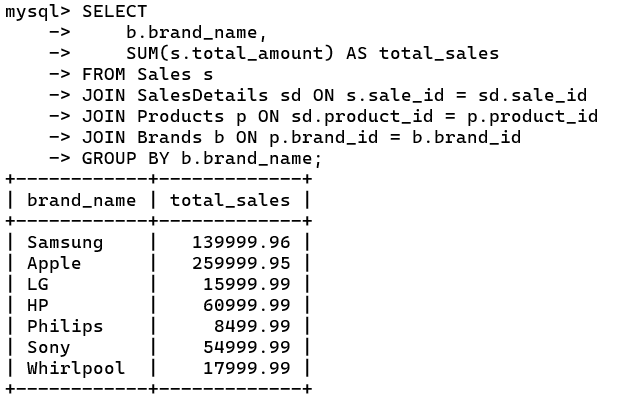 mysql> SELECT
    -> b.brand_name,
    -> SUM(s.total_amount) AS total_sales
    -> FROM Sales s
    -> JOIN SalesDetails sd ON s.sale_id = sd.sale_id
    -> JOIN Products p ON sd.product_id = p.product_id
    -> JOIN Brands b ON p.brand_id = b.brand_id
    -> GROUP BY b.brand_name;
+------------+-------------+
| brand_name | total_sales |
+------------+-------------+
| Samsung    |   139999.96 |
| Apple      |   259999.95 |
| LG         |    15999.99 |
| HP         |    60999.99 |
| Philips    |     8499.99 |
| Sony       |    54999.99 |
| Whirlpool  |    17999.99 |
+------------+-------------+